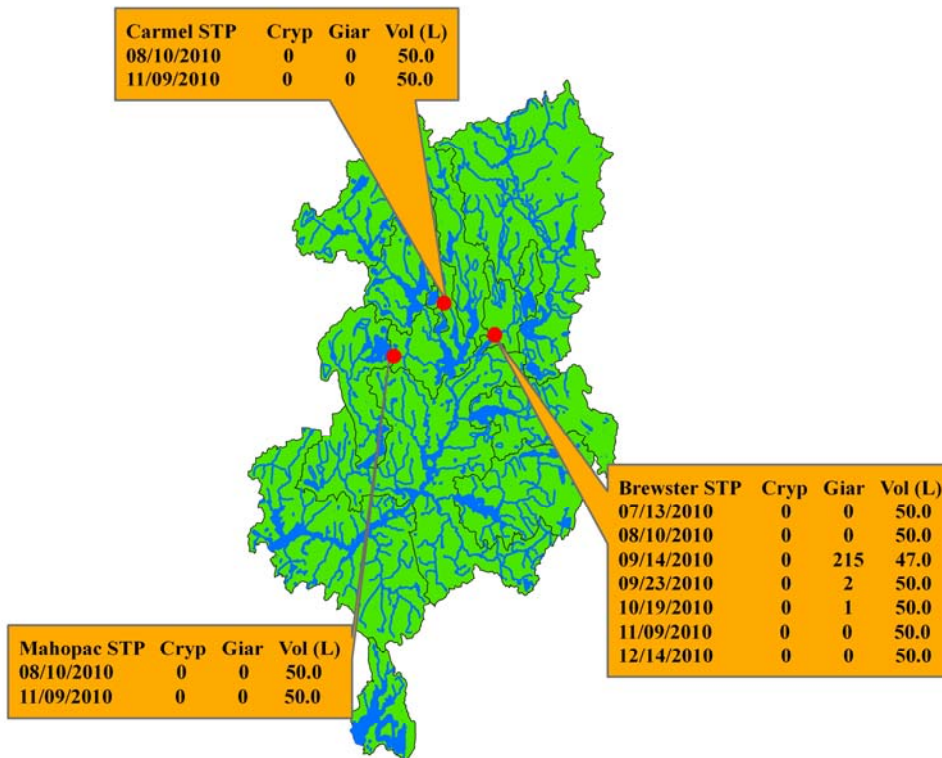 Carmel STP Cryp Giar Vol (L)
08/10/2010 0 0 50.0
11/09/2010 0 0 50.0
Brewster STP Cryp Giar Vol (L)
07/13/2010 0 0 50.0
08/10/2010 0 0 50.0
09/14/2010 0 215 47.0
09/23/2010 0 2 50.0
10/19/2010 0 1 50.0
11/09/2010 0 0 50.0
12/14/2010 0 0 50.0
Mahopac STP Cryp Giar Vol (L)
08/10/2010 0 0 50.0
11/09/2010 0 0 50.0